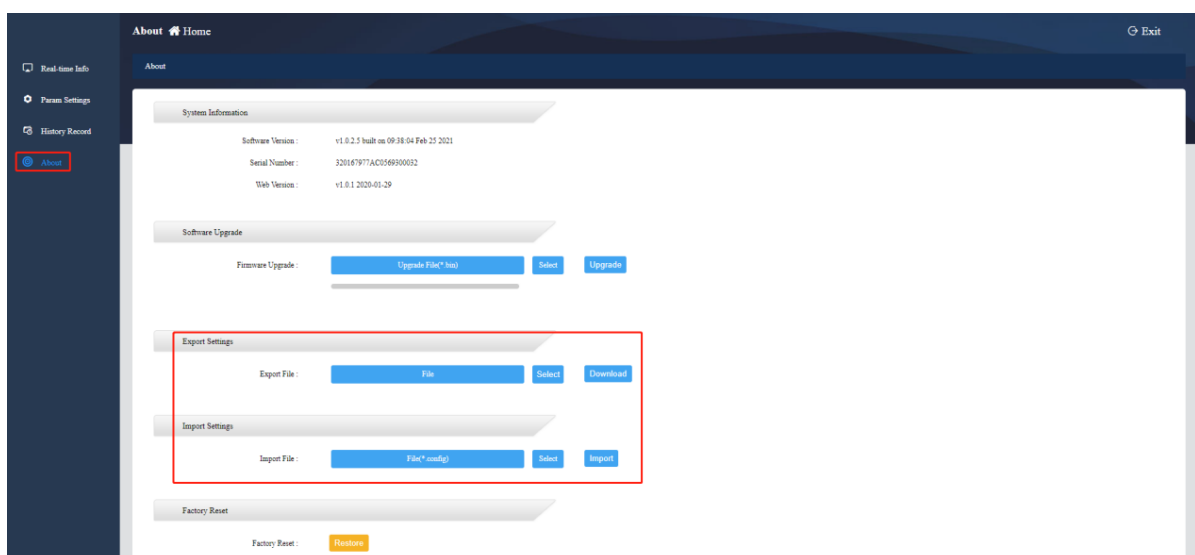 About Home
Exit
Real-time Info
Param Settings
History Record
About
About
System Information
Software Version : v1.0.2.5 built on 09:38:04 Feb 25 2021
Serial Number : 320167977AC0569300032
Web Version : v1.0.1 2020-01-29
Software Upgrade
Firmware Upgrade : Upgrade File(*.bin) Select Upgrade
Export Settings
Export File : File Select Download
Import Settings
Import File : File(*.config) Select Import
Factory Reset
Factory Reset : Restore